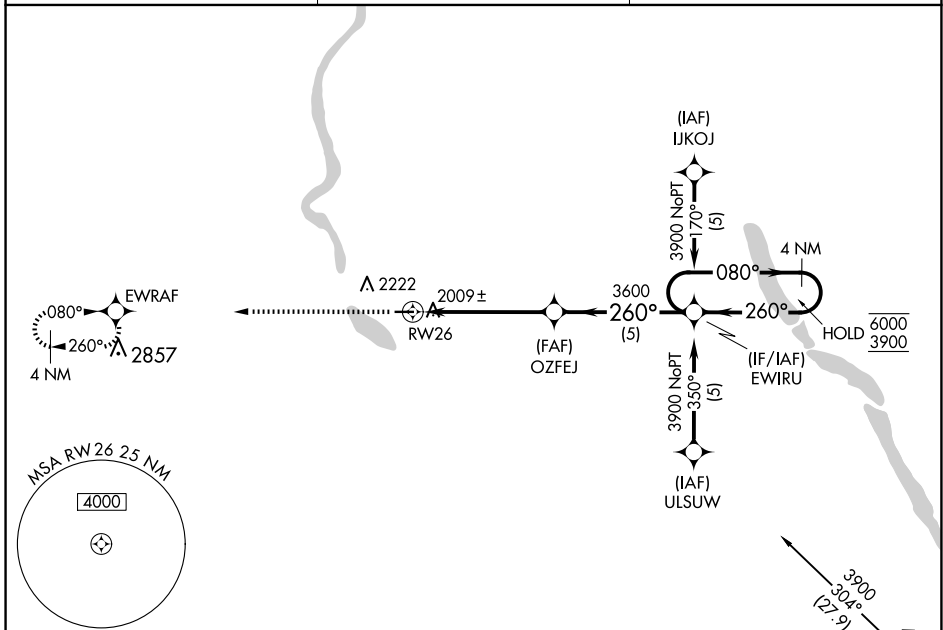 (IAF)
IJKOJ
3900 NoPT
170°
(5)
4 NM
080°
EWRAF
080°
260°
2857
4 NM
2222
2009±
RW26
3600
260°
(5)
260°
HOLD
6000
3900
(FAF)
OZFEJ
(IF/IAF)
EWIRU
3900 NoPT
350°
(5)
(IAF)
ULSUW
MSA RW26 25 NM
4000
3900
304°
(27.9)